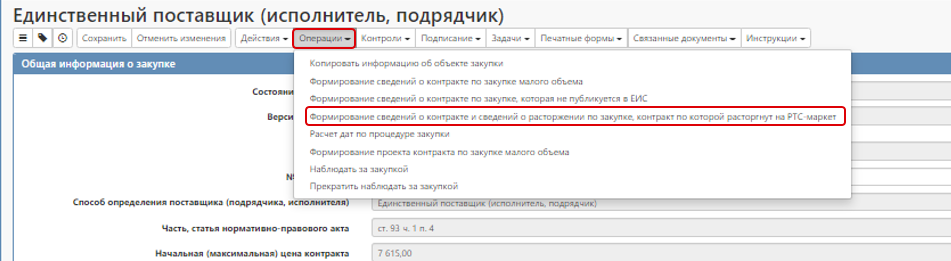 Единственный поставщик (исполнитель, подрядчик)
Сохранить Отменить изменения Действия Операции Контроли Подписание Задачи Печатные формы Связанные документы Инструкции
Общая информация о закупке
Копировать информацию об объекте закупки
Формирование сведений о контракте по закупке малого объема
Состояни
Формирование сведений о контракте по закупке, которая не публикуется в ЕИС
Верси
Формирование сведений о контракте и сведений о расторжении по закупке, контракт по которой расторгнут на РТС-маркет
Расчет дат по процедуре закупки
Формирование проекта контракта по закупке малого объема
Наблюдать за закупкой
№
Прекратить наблюдать за закупкой
Способ определения поставщика (подрядчика, исполнителя) Единственный поставщик (исполнитель, подрядчик)
Часть, статья нормативно-правового акта ст. 93 ч. 1 п. 4
Начальная (максимальная) цена контракта 7 615,00